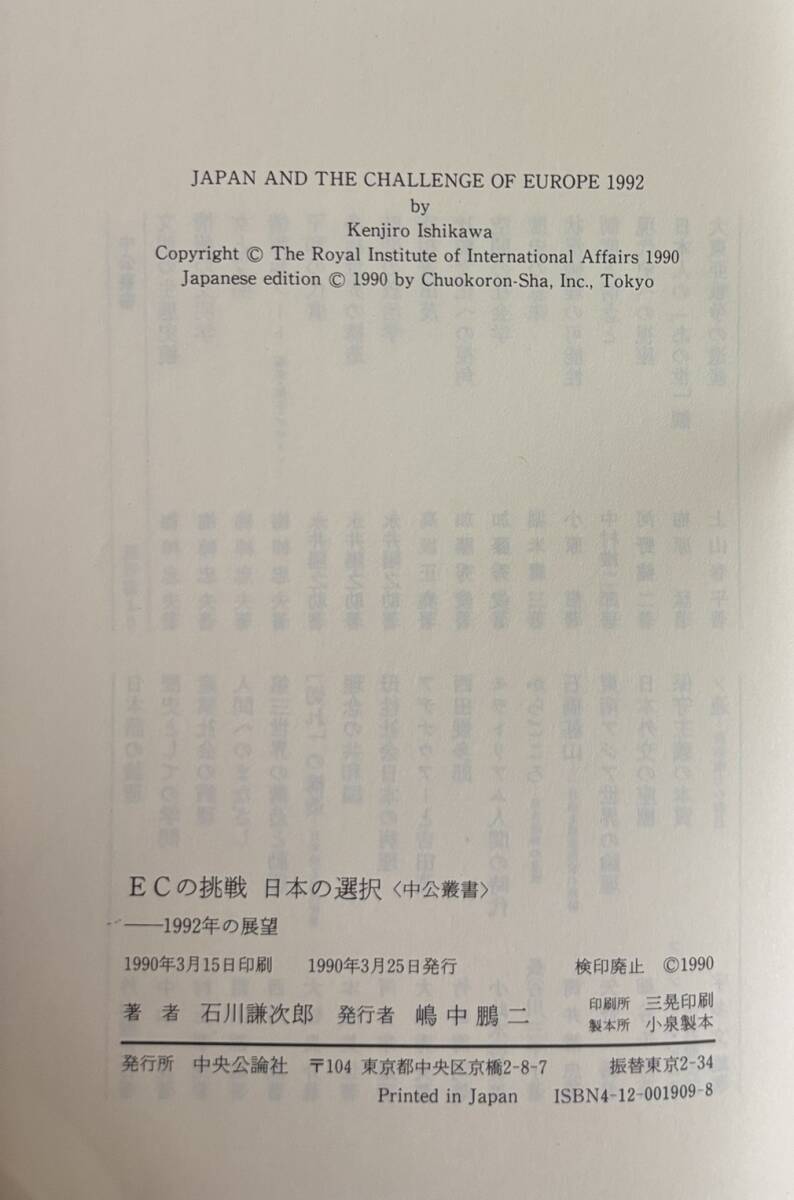 JAPAN AND THE CHALLENGE OF EUROPE 1992
by
Kenjiro Ishikawa
Copyright © The Royal Institute of International Affairs 1990
Japanese edition © 1990 by Chuokoron-Sha, Inc., Tokyo
ECの挑戦 日本の選択〈中公叢書〉
——1992年の展望
1990年3月15日印刷 1990年3月25日発行 検印廃止 ©1990
著者 石川謙次郎 発行者 嶋中鵬二 印刷所 三晃印刷
製本所 小泉製本
発行所 中央公論社 〒104 東京都中央区京橋2-8-7 振替東京2-34
Printed in Japan ISBN4-12-001909-8